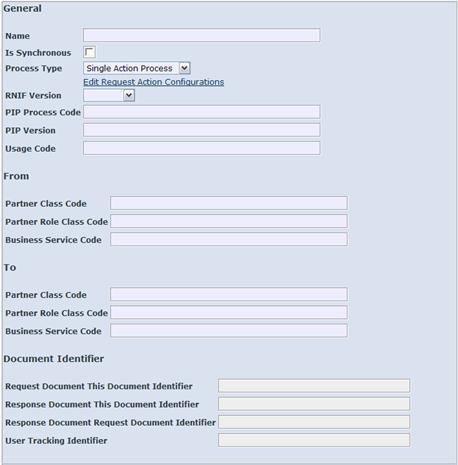 General
Name
Is Synchronous
Process Type Single Action Process
Edit Request Action Configurations
RNIF Version
PIP Process Code
PIP Version
Usage Code
From
Partner Class Code
Partner Role Class Code
Business Service Code
To
Partner Class Code
Partner Role Class Code
Business Service Code
Document Identifier
Request Document This Document Identifier
Response Document This Document Identifier
Response Document Request Document Identifier
User Tracking Identifier